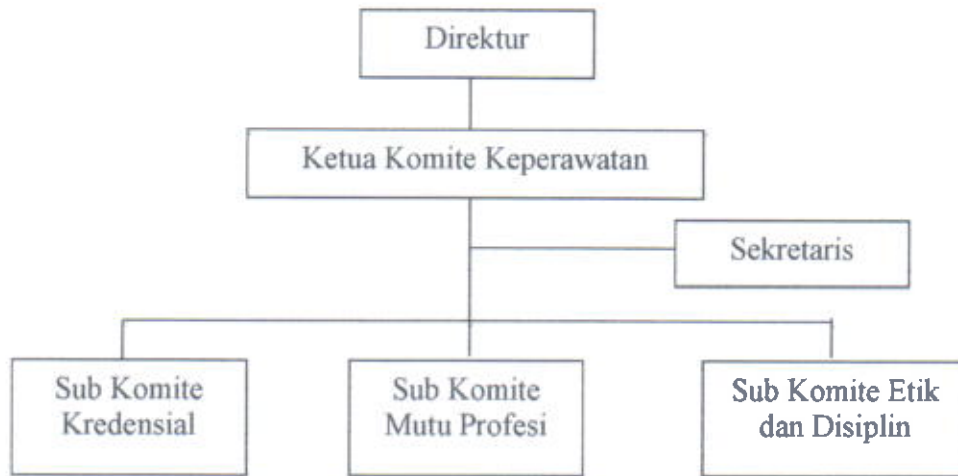 Direktur
Ketua Komite Keperawatan
Sekretaris
Sub Komite
Kredensial
Sub Komite
Mutu Profesi
Sub Komite Etik
dan Disiplin